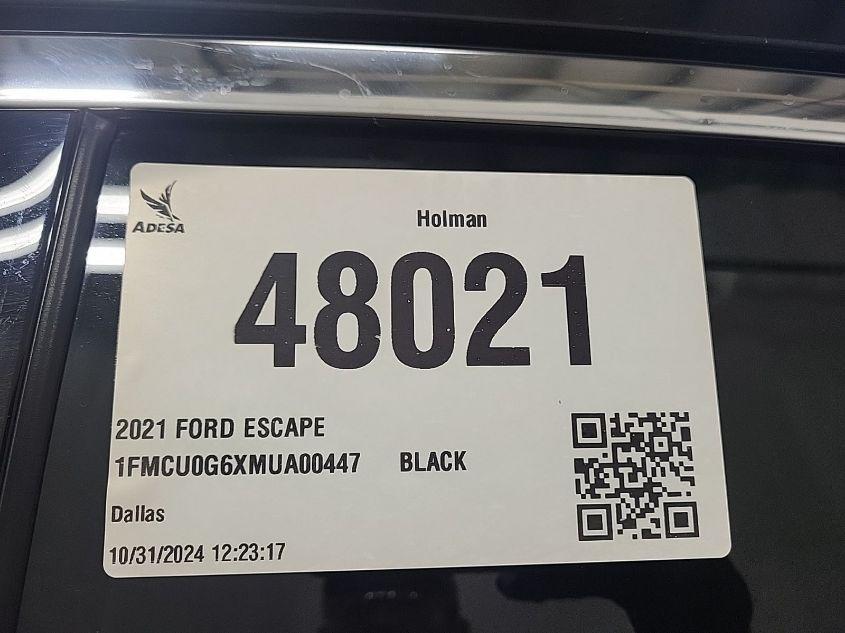 ADESA
Holman
48021
2021 FORD ESCAPE
1FMCU0G6XMUA00447 BLACK
Dallas
10/31/2024 12:23:17